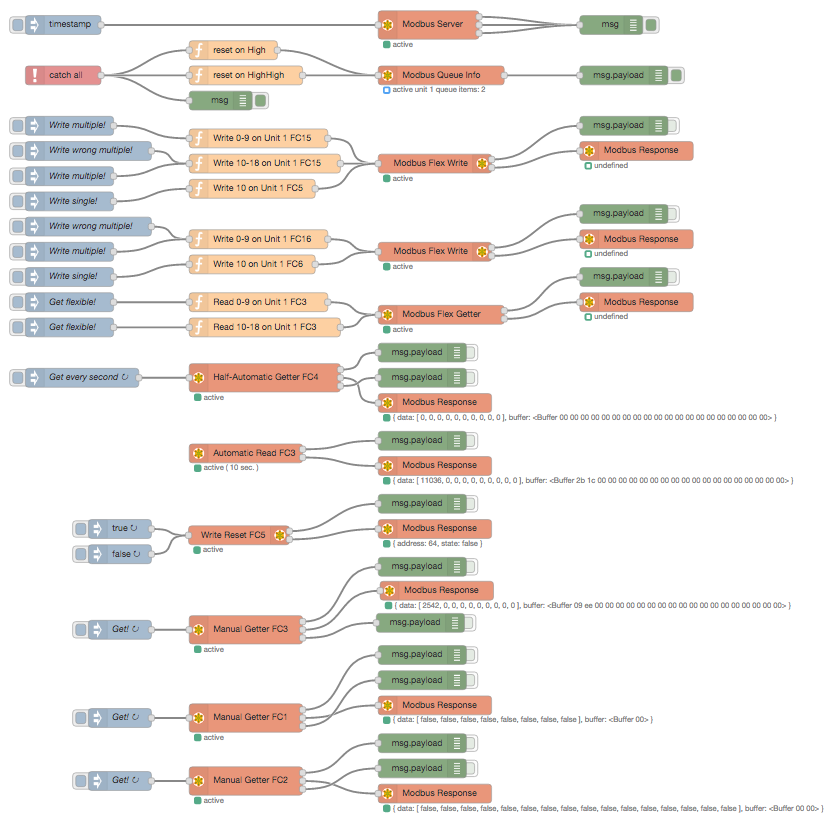 timestamp
Modbus Server
msg
active
reset on High
catch all
reset on HighHigh
Modbus Queue Info
msg.payload
active unit 1 queue items: 2
msg
Write multiple!
msg.payload
Write 0-9 on Unit 1 FC15
Write wrong multiple!
Modbus Response
Write 10-18 on Unit 1 FC15
Modbus Flex Write
undefined
Write multiple!
active
Write 10 on Unit 1 FC5
Write single!
msg.payload
Write wrong multiple!
Write 0-9 on Unit 1 FC16
Modbus Response
Write multiple!
Modbus Flex Write
undefined
Write 10 on Unit 1 FC6
active
Write single!
msg.payload
Get flexible!
Read 0-9 on Unit 1 FC3
Modbus Response
Modbus Flex Getter
undefined
Get flexible!
Read 10-18 on Unit 1 FC3
active
msg.payload
Get every second ↻
Half-Automatic Getter FC4
msg.payload
active
Modbus Response
{ data: [ 0, 0, 0, 0, 0, 0, 0, 0, 0, 0 ], buffer: <Buffer 00 00 00 00 00 00 00 00 00 00 00 00 00 00 00 00 00 00 00 00> }
msg.payload
Automatic Read FC3
Modbus Response
active ( 10 sec. )
{ data: [ 11036, 0, 0, 0, 0, 0, 0, 0, 0, 0 ], buffer: <Buffer 2b 1c 00 00 00 00 00 00 00 00 00 00 00 00 00 00 00 00 00 00> }
msg.payload
true ↻
Write Reset FC5
Modbus Response
false ↻
active
{ address: 64, state: false }
msg.payload
Modbus Response
{ data: [ 2542, 0, 0, 0, 0, 0, 0, 0, 0, 0 ], buffer: <Buffer 09 ee 00 00 00 00 00 00 00 00 00 00 00 00 00 00 00 00 00 00> }
Get! ↻
Manual Getter FC3
msg.payload
active
msg.payload
msg.payload
Get! ↻
Manual Getter FC1
Modbus Response
active
{ data: [ false, false, false, false, false, false, false, false ], buffer: <Buffer 00> }
msg.payload
msg.payload
Get! ↻
Manual Getter FC2
Modbus Response
active
{ data: [ false, false, false, false, false, false, false, false, false, false, false, false, false, false, false, false ], buffer: <Buffer 00 00> }